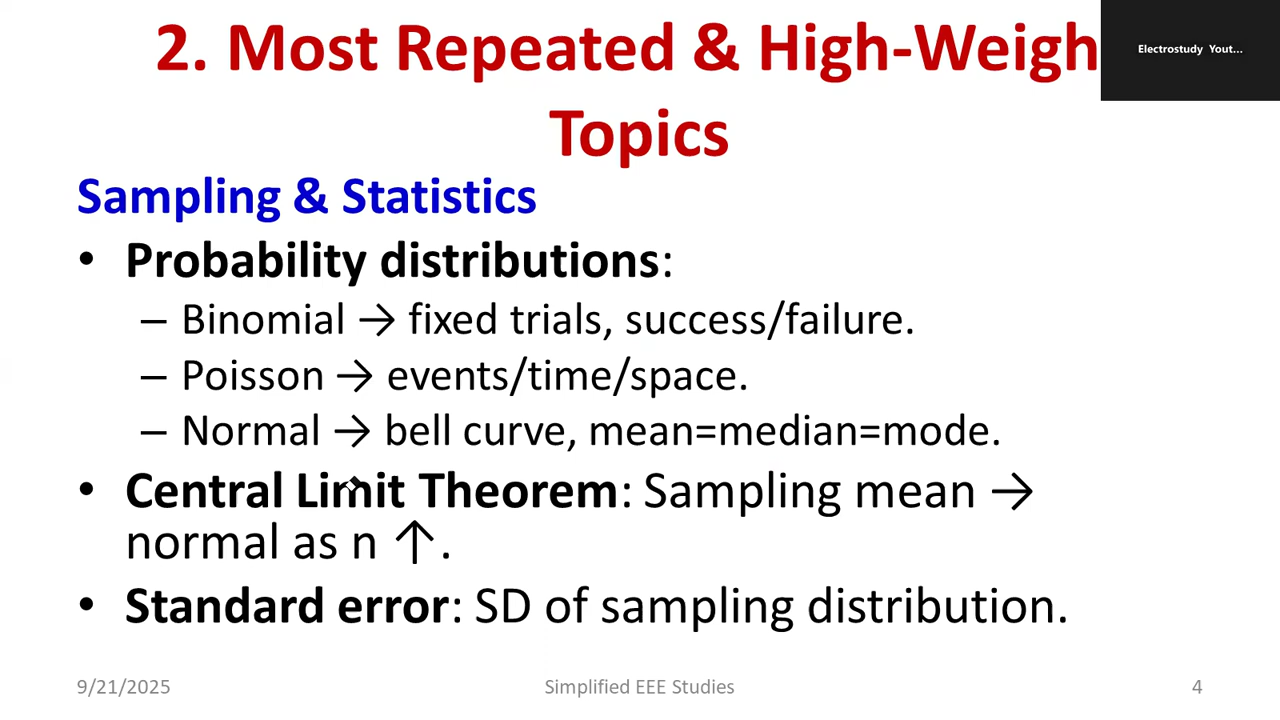 2. Most Repeated & High-Weigh
Topics
Electrostudy Yout...
Sampling & Statistics
• Probability distributions:
– Binomial → fixed trials, success/failure.
– Poisson → events/time/space.
– Normal → bell curve, mean=median=mode.
• Central Limit Theorem: Sampling mean →
normal as n ↑.
• Standard error: SD of sampling distribution.
9/21/2025
Simplified EEE Studies
4